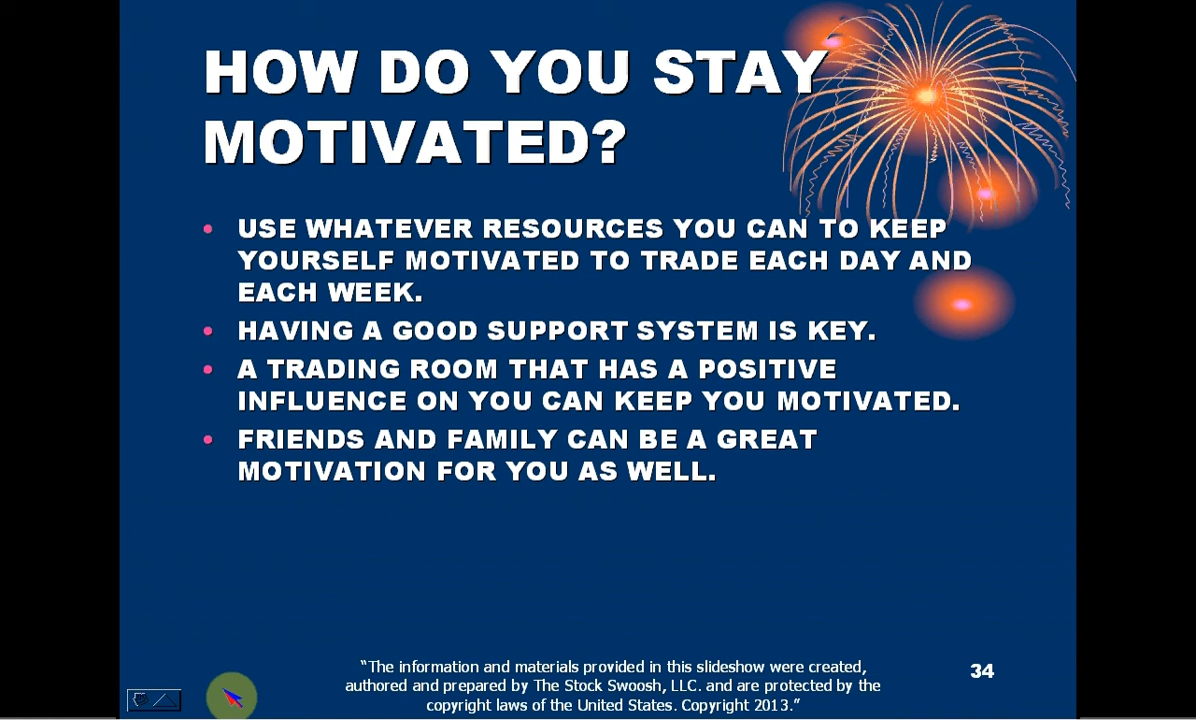 HOW DO YOU STAY
MOTIVATED?
• USE WHATEVER RESOURCES YOU CAN TO KEEP
YOURSELF MOTIVATED TO TRADE EACH DAY AND
EACH WEEK.
• HAVING A GOOD SUPPORT SYSTEM IS KEY.
• A TRADING ROOM THAT HAS A POSITIVE
INFLUENCE ON YOU CAN KEEP YOU MOTIVATED.
• FRIENDS AND FAMILY CAN BE A GREAT
MOTIVATION FOR YOU AS WELL.
“The information and materials provided in this slideshow were created,
authored and prepared by The Stock Swoosh, LLC. and are protected by the
copyright laws of the United States. Copyright 2013.”
34